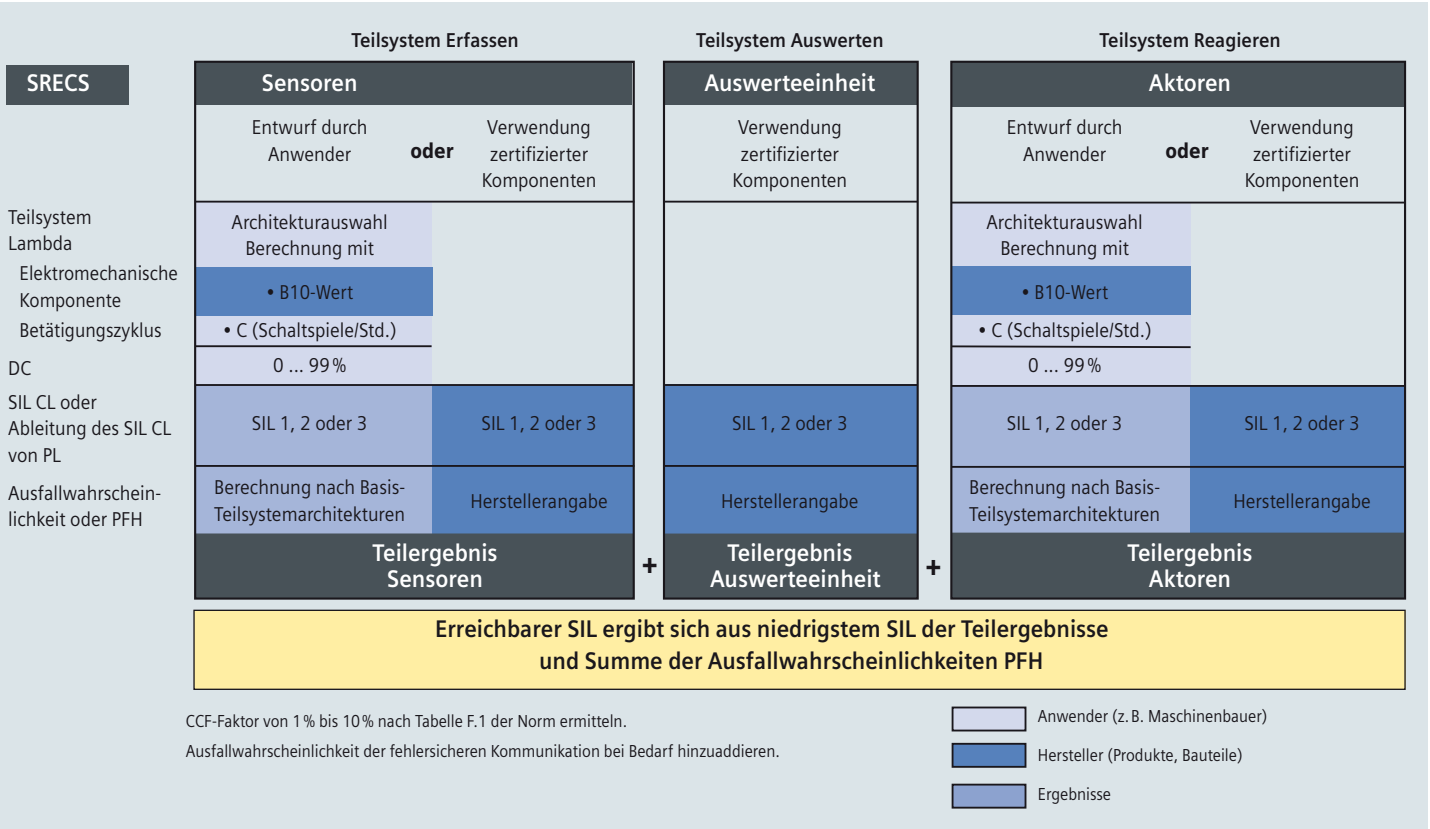 Teilsystem Erfassen
Teilsystem Auswerten
Teilsystem Reagieren
SRECS
Sensoren
Auswerteeinheit
Aktoren
Entwurf durch
Anwender
oder
Verwendung
zertifizierter
Komponenten
Verwendung
zertifizierter
Komponenten
Entwurf durch
Anwender
oder
Verwendung
zertifizierter
Komponenten
Teilsystem
Lambda
Architekturauswahl
Berechnung mit
Architekturauswahl
Berechnung mit
Elektromechanische
Komponente
• B10-Wert
• B10-Wert
Betätigungszyklus
• C (Schaltspiele/Std.)
• C (Schaltspiele/Std.)
DC
0 ... 99 %
0 ... 99 %
SIL CL oder
Ableitung des SIL CL
von PL
SIL 1, 2 oder 3
SIL 1, 2 oder 3
SIL 1, 2 oder 3
SIL 1, 2 oder 3
SIL 1, 2 oder 3
Ausfallwahrschein-
lichkeit oder PFH
Berechnung nach Basis-
Teilsystemarchitekturen
Herstellerangabe
Herstellerangabe
Berechnung nach Basis-
Teilsystemarchitekturen
Herstellerangabe
Teilergebnis
Sensoren
+
Teilergebnis
Auswerteeinheit
+
Teilergebnis
Aktoren
Erreichbarer SIL ergibt sich aus niedrigstem SIL der Teilergebnisse
und Summe der Ausfallwahrscheinlichkeiten PFH
CCF-Faktor von 1 % bis 10 % nach Tabelle F.1 der Norm ermitteln.
Ausfallwahrscheinlichkeit der fehlersicheren Kommunikation bei Bedarf hinzuaddieren.
Anwender (z. B. Maschinenbauer)
Hersteller (Produkte, Bauteile)
Ergebnisse